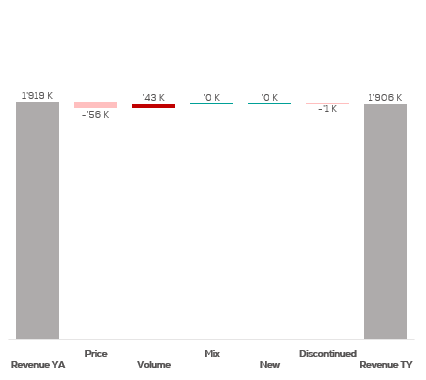 1'919 K
-'56 K
'43 K
'0 K
'0 K
-'1 K
1'906 K
Revenue YA
Price
Volume
Mix
New
Discontinued
Revenue TY